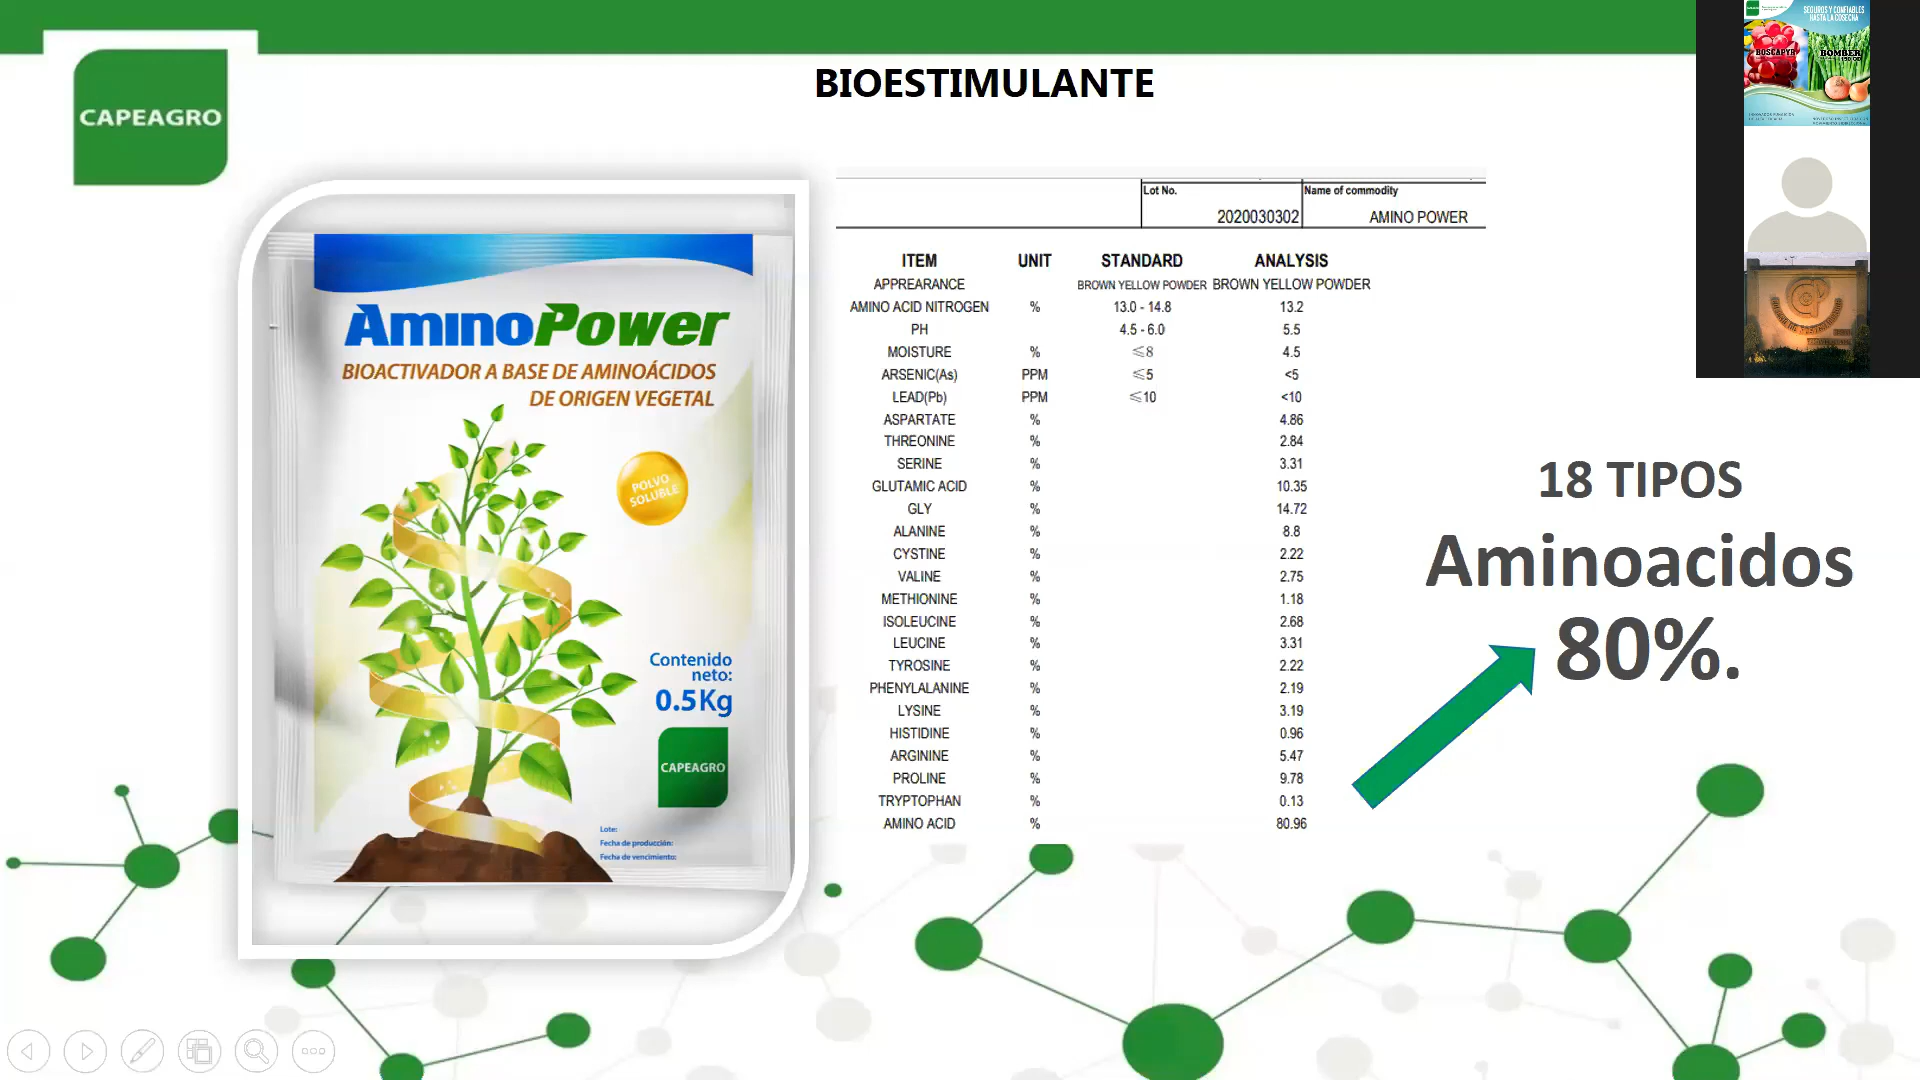 BIOESTIMULANTE
CAPEAGRO
AminoPower
BIOACTIVADOR A BASE DE AMINOÁCIDOS
DE ORIGEN VEGETAL
POLVO
SOLUBLE
Contenido
neto:
0.5Kg
CAPEAGRO
Lote:
Fecha de producción:
Fecha de vencimiento:
Lot No. Name of commodity
2020030302 AMINO POWER
ITEM UNIT STANDARD ANALYSIS
APPREARANCE BROWN YELLOW POWDER BROWN YELLOW POWDER
AMINO ACID NITROGEN % 13.0 - 14.8 13.2
PH 4.5 - 6.0 5.5
MOISTURE % ≤8 4.5
ARSENIC(As) PPM ≤5 <5
LEAD(Pb) PPM ≤10 <10
ASPARTATE % 4.86
THREONINE % 2.84
SERINE % 3.31
GLUTAMIC ACID % 10.35
GLY % 14.72
ALANINE % 8.8
CYSTINE % 2.22
VALINE % 2.75
METHIONINE % 1.18
ISOLEUCINE % 2.68
LEUCINE % 3.31
TYROSINE % 2.22
PHENYLALANINE % 2.19
LYSINE % 3.19
HISTIDINE % 0.96
ARGININE % 5.47
PROLINE % 9.78
TRYPTOPHAN % 0.13
AMINO ACID % 80.96
18 TIPOS
Aminoacidos
80%.
SEGUROS Y CONFIABLES
HASTA LA COSECHA
BOSCAPYR
BOMBER